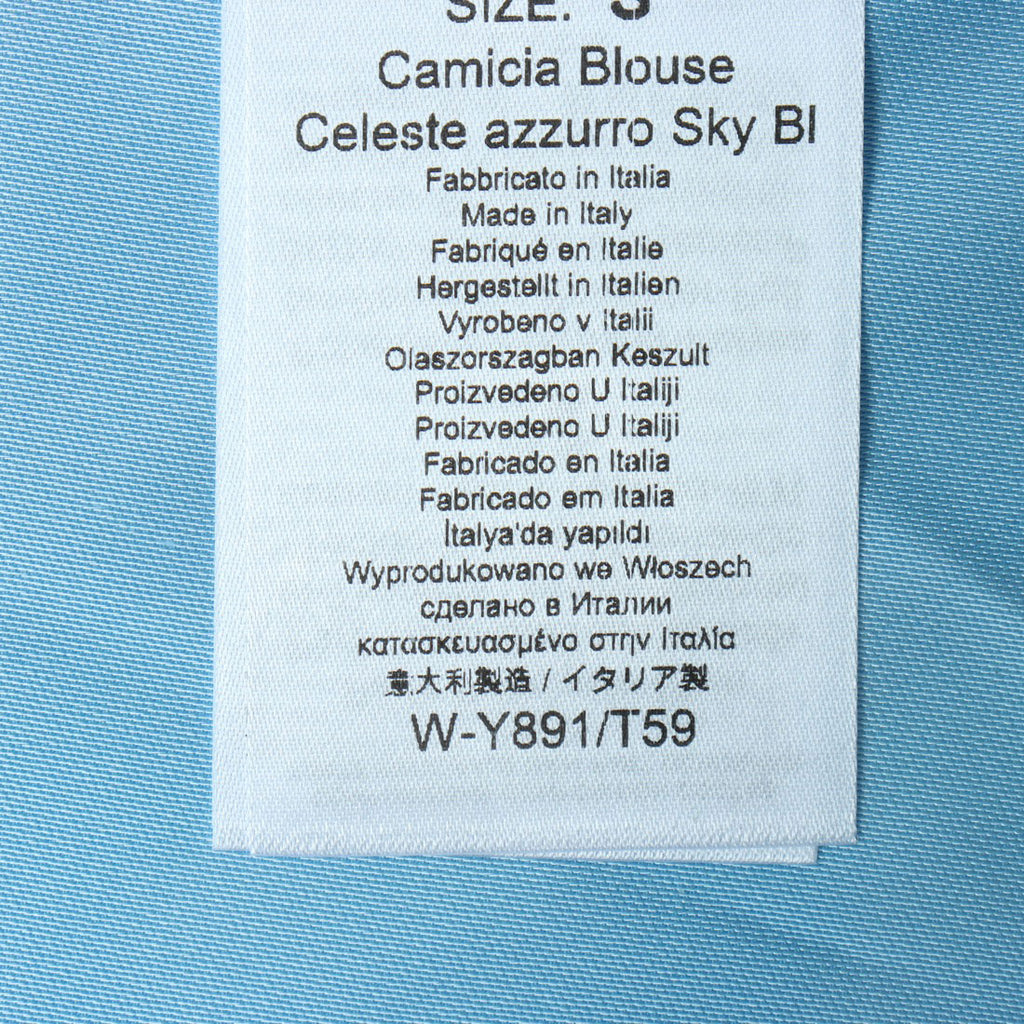 SIZE:
Camicia Blouse
Celeste azzurro Sky Bl
Fabbricato in Italia
Made in Italy
Fabriqué en Italie
Hergestellt in Italien
Vyrobeno v Italii
Olaszorszagban Keszult
Proizvedeno U Italiji
Proizvedeno U Italiji
Fabricado en Italia
Fabricado em Italia
İtalya'da yapıldı
Wyprodukowano we Włoszech
сделано в Италии
κατασκευασμένο στην Ιταλία
意大利製造 / イタリア製
W-Y891/T59